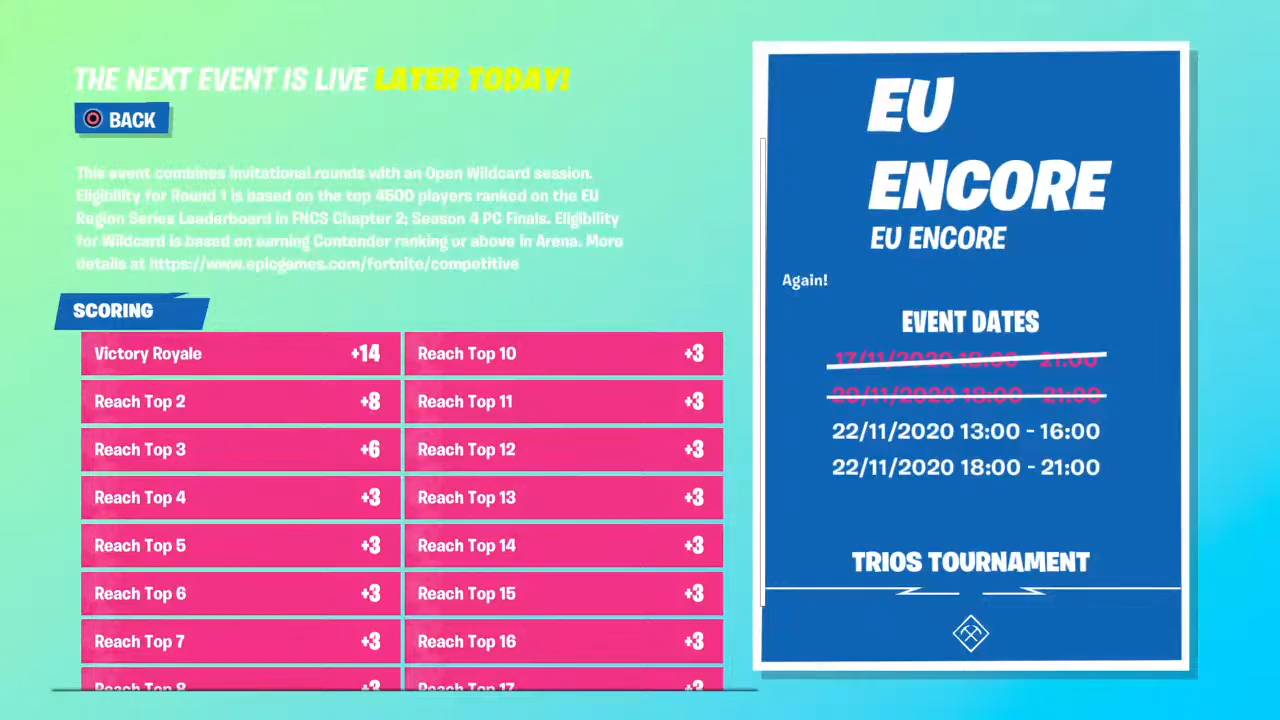 THE NEXT EVENT IS LIVE LATER TODAY!
BACK
This event combines invitational rounds with an Open Wildcard session.
Eligibility for Round 1 is based on the top 4500 players ranked on the EU
Region Series Leaderboard in FNCS Chapter 2; Season 4 PC Finals. Eligibility
for Wildcard is based on earning Contender ranking or above in Arena. More
details at https://www.epicgames.com/fortnite/competitive
SCORING
Victory Royale +14
Reach Top 2 +8
Reach Top 3 +6
Reach Top 4 +3
Reach Top 5 +3
Reach Top 6 +3
Reach Top 7 +3
Reach Top 8 +3
Reach Top 10 +3
Reach Top 11 +3
Reach Top 12 +3
Reach Top 13 +3
Reach Top 14 +3
Reach Top 15 +3
Reach Top 16 +3
Reach Top 17 +3
EU
ENCORE
EU ENCORE
Again!
EVENT DATES
17/11/2020 18:00 - 21:00
20/11/2020 18:00 - 21:00
22/11/2020 13:00 - 16:00
22/11/2020 18:00 - 21:00
TRIOS TOURNAMENT